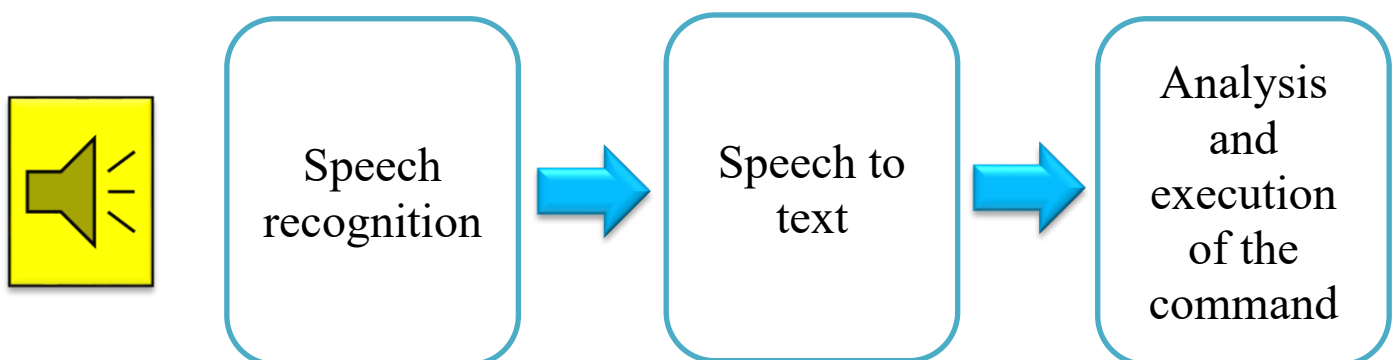 Speech
recognition
Speech to
text
Analysis
and
execution
of the
command